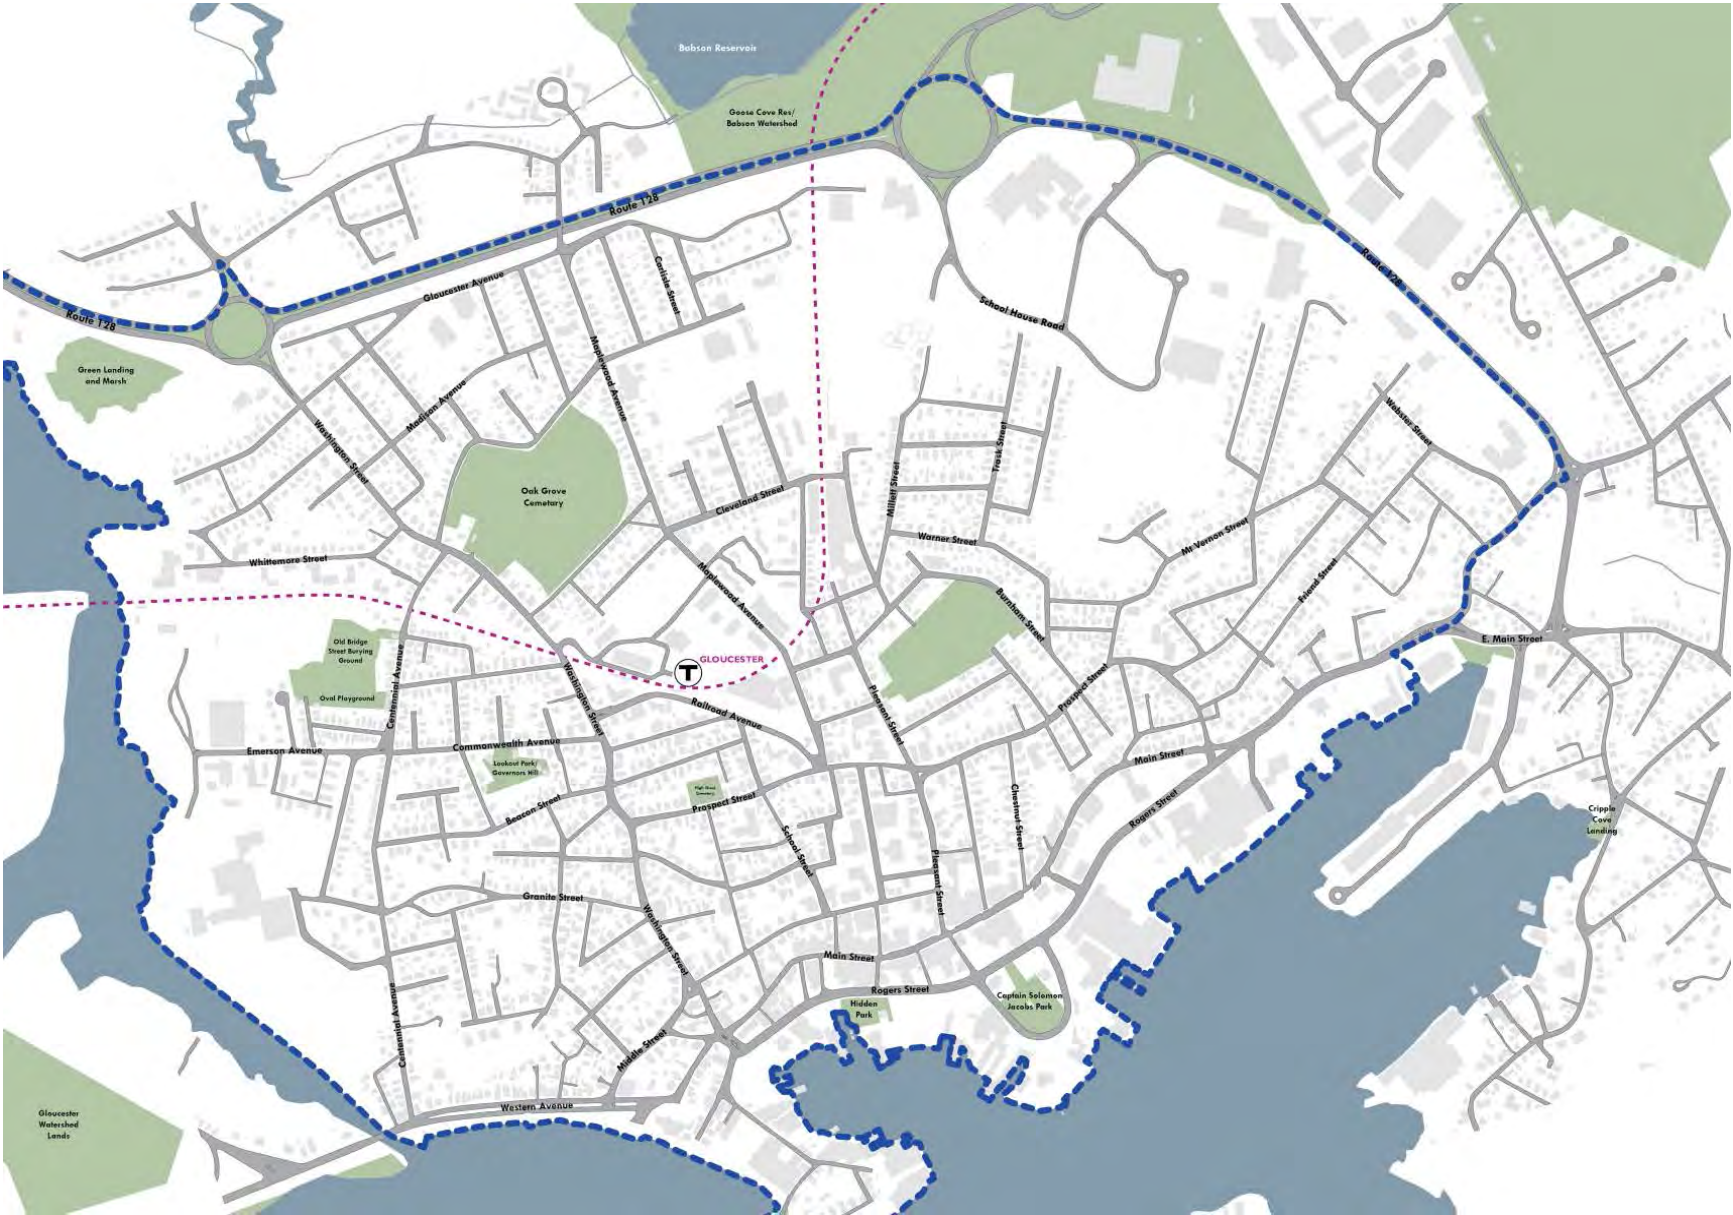 Babson Reservoir
Goose Cove Res/
Babson Watershed
Route 128
Route 128
Route 128
Gloucester Avenue
Carlisle Street
School House Road
Green Landing
and Marsh
Maplewood Avenue
Madison Avenue
Washington Street
Webster Street
Trask Street
Millett Street
Oak Grove
Cemetary
Cleveland Street
Warner Street
Mt Vernon Street
Whittemore Street
Maplewood Avenue
Friend Street
Burnham Street
Old Bridge
Street Burying
Ground
E. Main Street
T
GLOUCESTER
Centennial Avenue
Oval Playground
Washington Street
Railroad Avenue
Pleasant Street
Prospect Street
Emerson Avenue
Commonwealth Avenue
Main Street
Lookout Park/
Governors Hill
High Street
Cemetary
Beacon Street
Prospect Street
Rogers Street
Chestnut Street
Cripple
Cove
Landing
School Street
Pleasant Street
Granite Street
Washington Street
Main Street
Rogers Street
Captain Solomon
Jacobs Park
Hidden
Park
Centennial Avenue
Middle Street
Western Avenue
Gloucester
Watershed
Lands